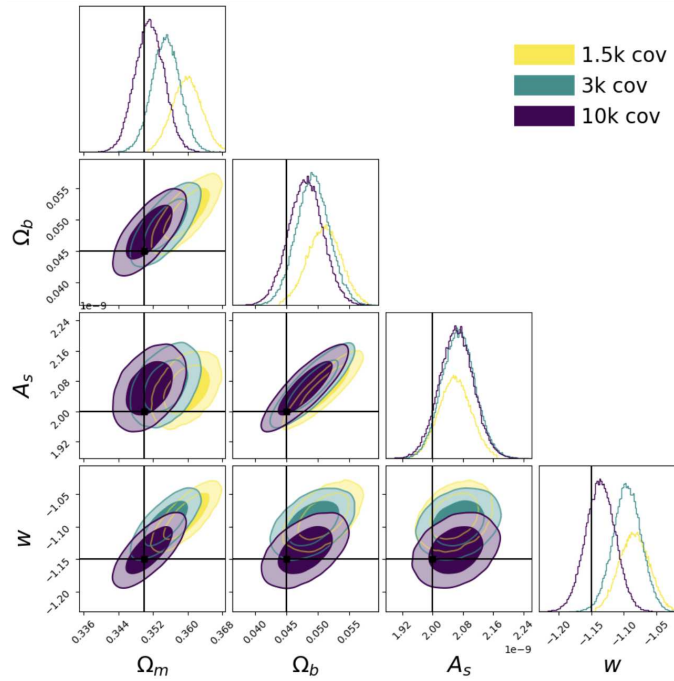 1.5k cov
3k cov
10k cov
Ω_b
0.055
0.050
0.045
0.040
1e−9
A_s
2.24
2.16
2.08
2.00
1.92
w
−1.05
−1.10
−1.15
−1.20
0.336
0.344
0.352
0.360
0.368
0.040
0.045
0.050
0.055
1.92
2.00
2.08
2.16
2.24
1e−9
−1.20
−1.15
−1.10
−1.05
Ω_m
Ω_b
A_s
w